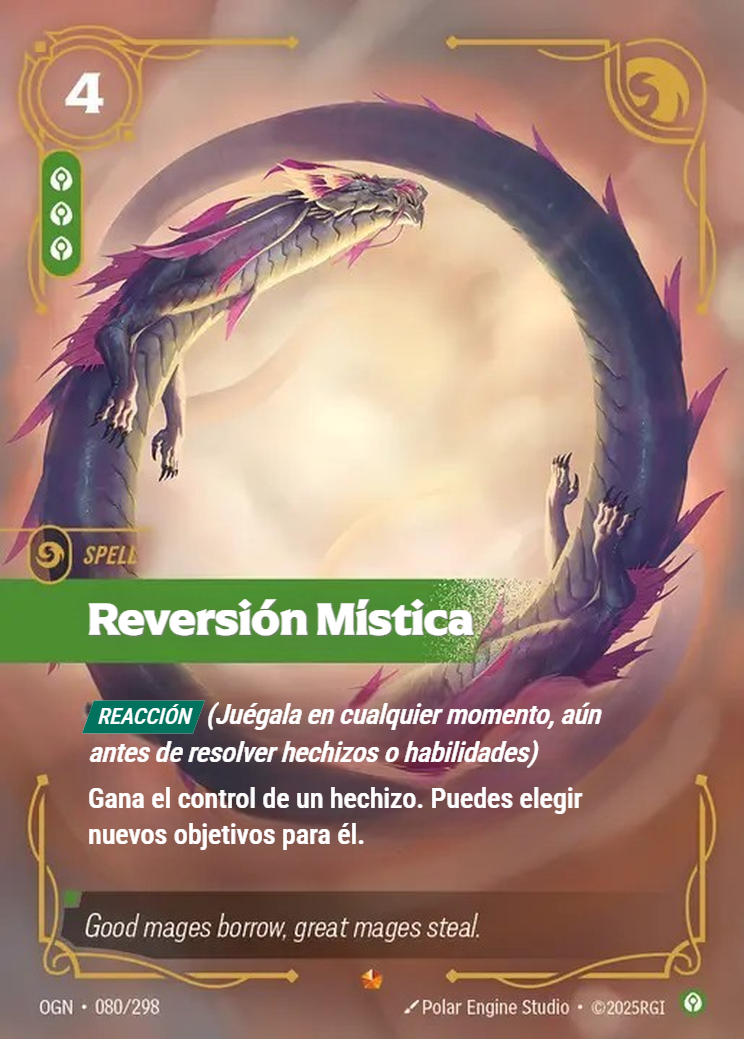 4
SPELL
Reversión Mística
REACCIÓN (Juégala en cualquier momento, aún
antes de resolver hechizos o habilidades)
Gana el control de un hechizo. Puedes elegir
nuevos objetivos para él.
Good mages borrow, great mages steal.
OGN • 080/298
Polar Engine Studio • ©2025RGI